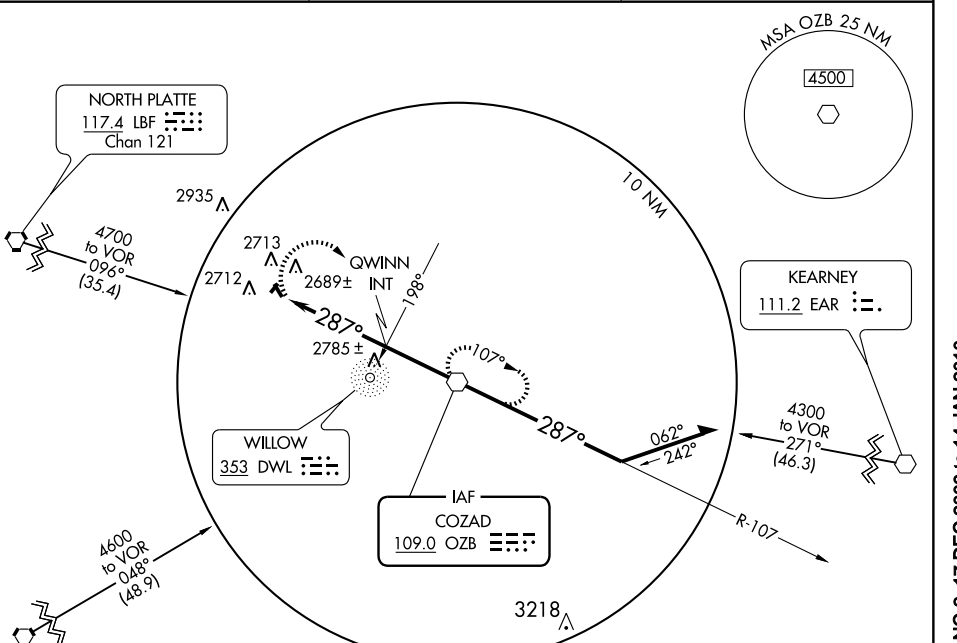 MSA OZB 25 NM
4500
NORTH PLATTE
117.4 LBF
Chan 121
10 NM
2935
4700
to VOR
096°
(35.4)
2713
2712
2689±
QWINN
INT
198°
KEARNEY
111.2 EAR
287°
2785±
107°
287°
062°
242°
4300
to VOR
271°
(46.3)
WILLOW
353 DWL
IAF
COZAD
109.0 OZB
R-107
4600
to VOR
048°
(48.9)
3218